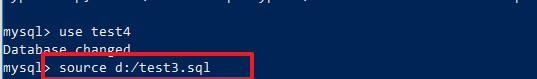 mysql> use test4
Database changed
mysql> source d:/test3.sql